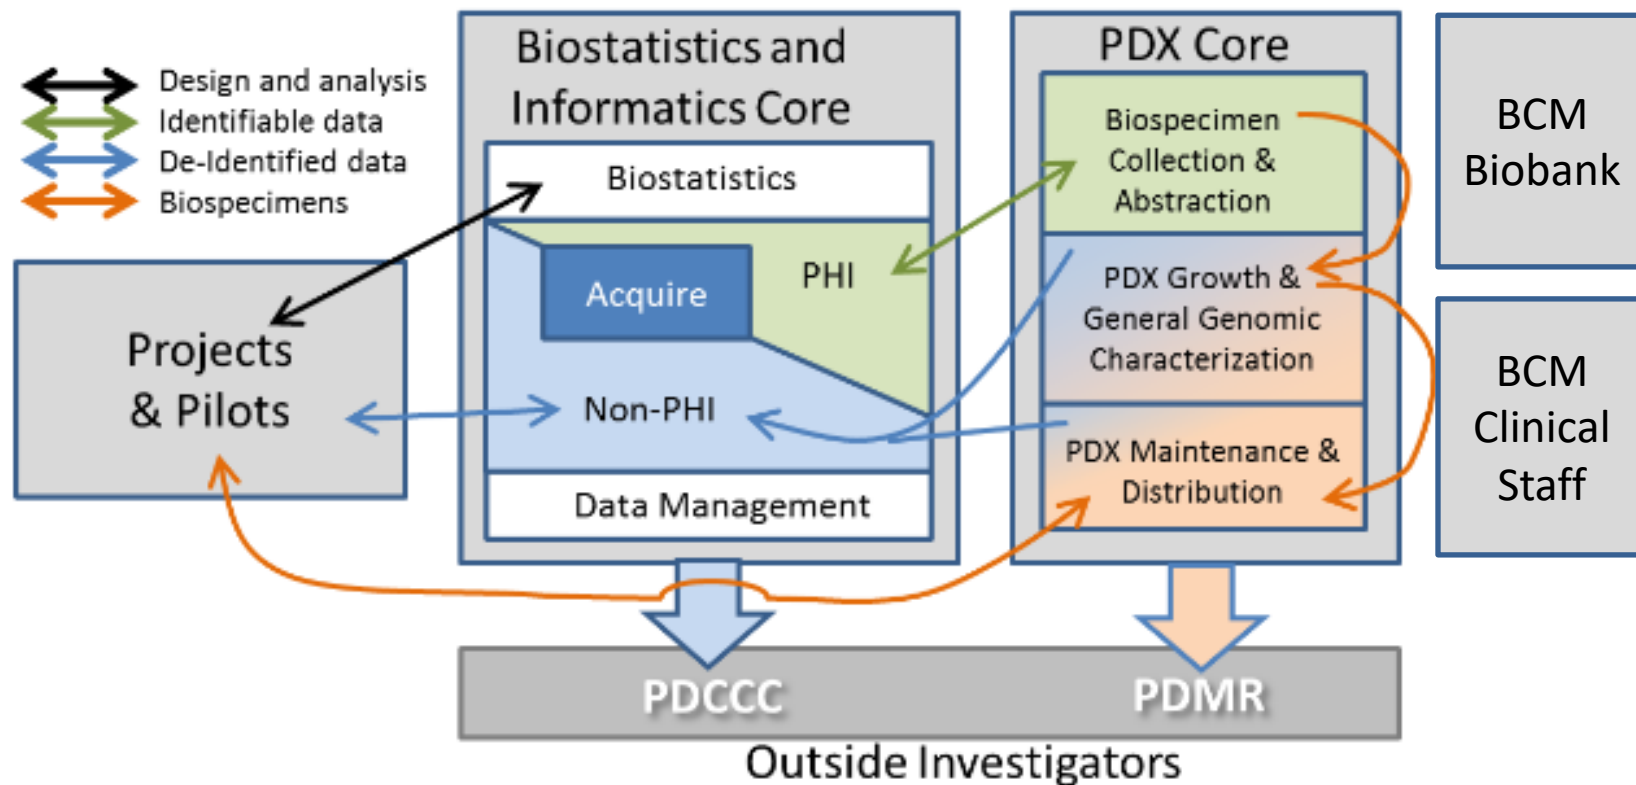 Design and analysis
Identifiable data
De-Identified data
Biospecimens
Projects
& Pilots
Biostatistics and
Informatics Core
Biostatistics
Acquire
PHI
Non-PHI
Data Management
PDX Core
Biospecimen
Collection &
Abstraction
PDX Growth &
General Genomic
Characterization
PDX Maintenance &
Distribution
BCM
Biobank
BCM
Clinical
Staff
PDCCC
PDMR
Outside Investigators